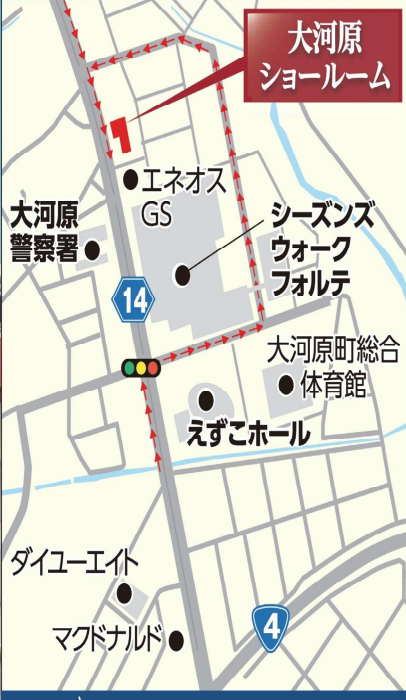 大河原
ショールーム
エネオス
GS
大河原
警察署
シーズンズ
ウォーク
フォルテ
14
大河原町総合
体育館
えずこホール
ダイユーエイト
4
マクドナルド